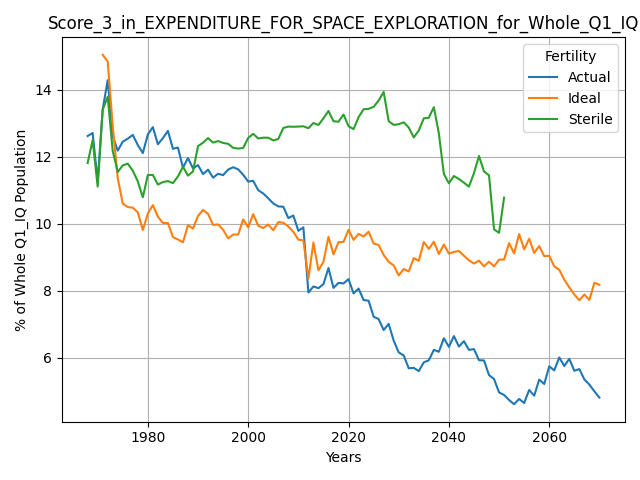 Score_3_in_EXPENDITURE_FOR_SPACE_EXPLORATION_for_Whole_Q1_IQ
Fertility
Actual
Ideal
Sterile
% of Whole Q1_IQ Population
14
12
10
8
6
1980
2000
2020
2040
2060
Years